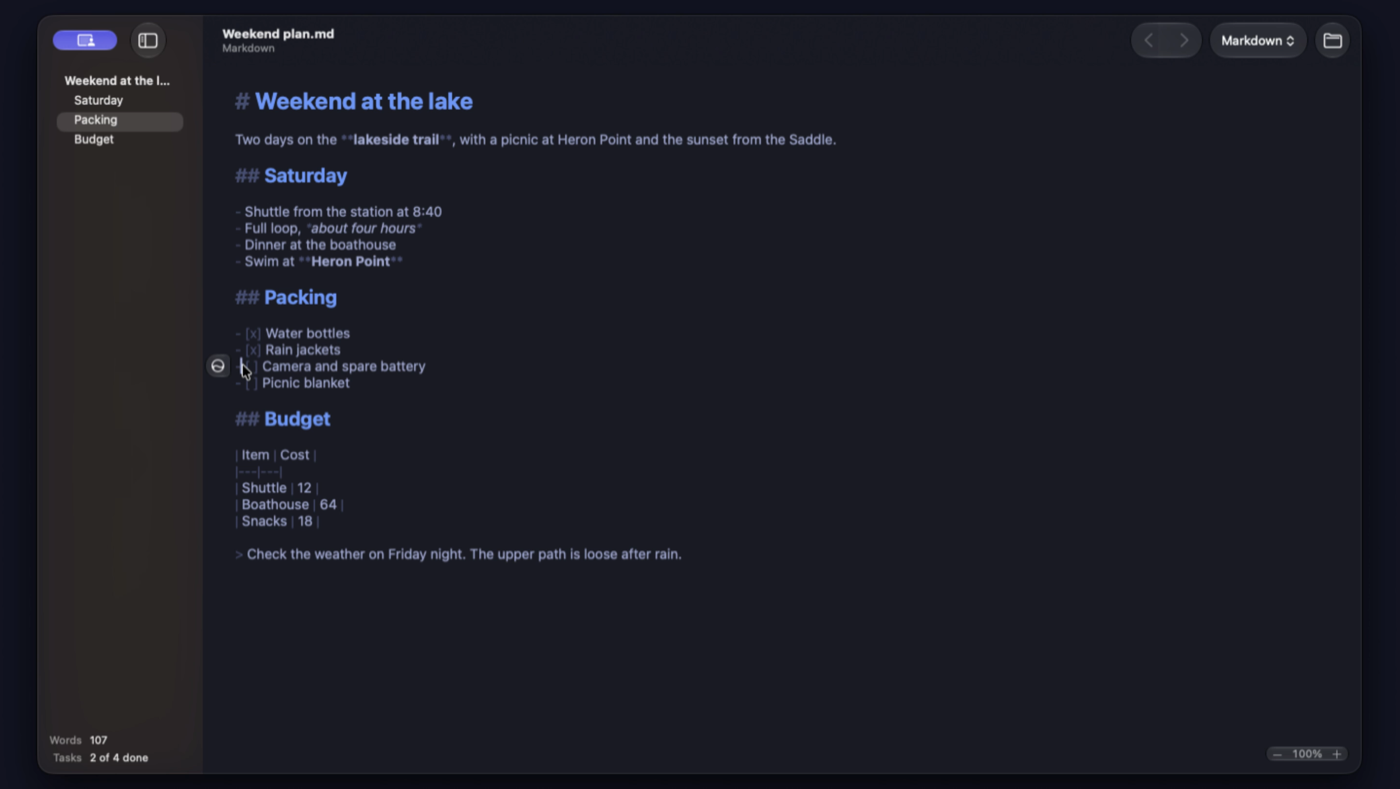 Weekend plan.md
Markdown
Markdown
Weekend at the l...
Saturday
Packing
Budget
# Weekend at the lake
Two days on the **lakeside trail**, with a picnic at Heron Point and the sunset from the Saddle.
## Saturday
- Shuttle from the station at 8:40
- Full loop, *about four hours*
- Dinner at the boathouse
- Swim at **Heron Point**
## Packing
- [x] Water bottles
- [x] Rain jackets
- [ ] Camera and spare battery
- [ ] Picnic blanket
## Budget
| Item | Cost |
|---|---|
| Shuttle | 12 |
| Boathouse | 64 |
| Snacks | 18 |
> Check the weather on Friday night. The upper path is loose after rain.
Words 107
Tasks 2 of 4 done
− 100% +